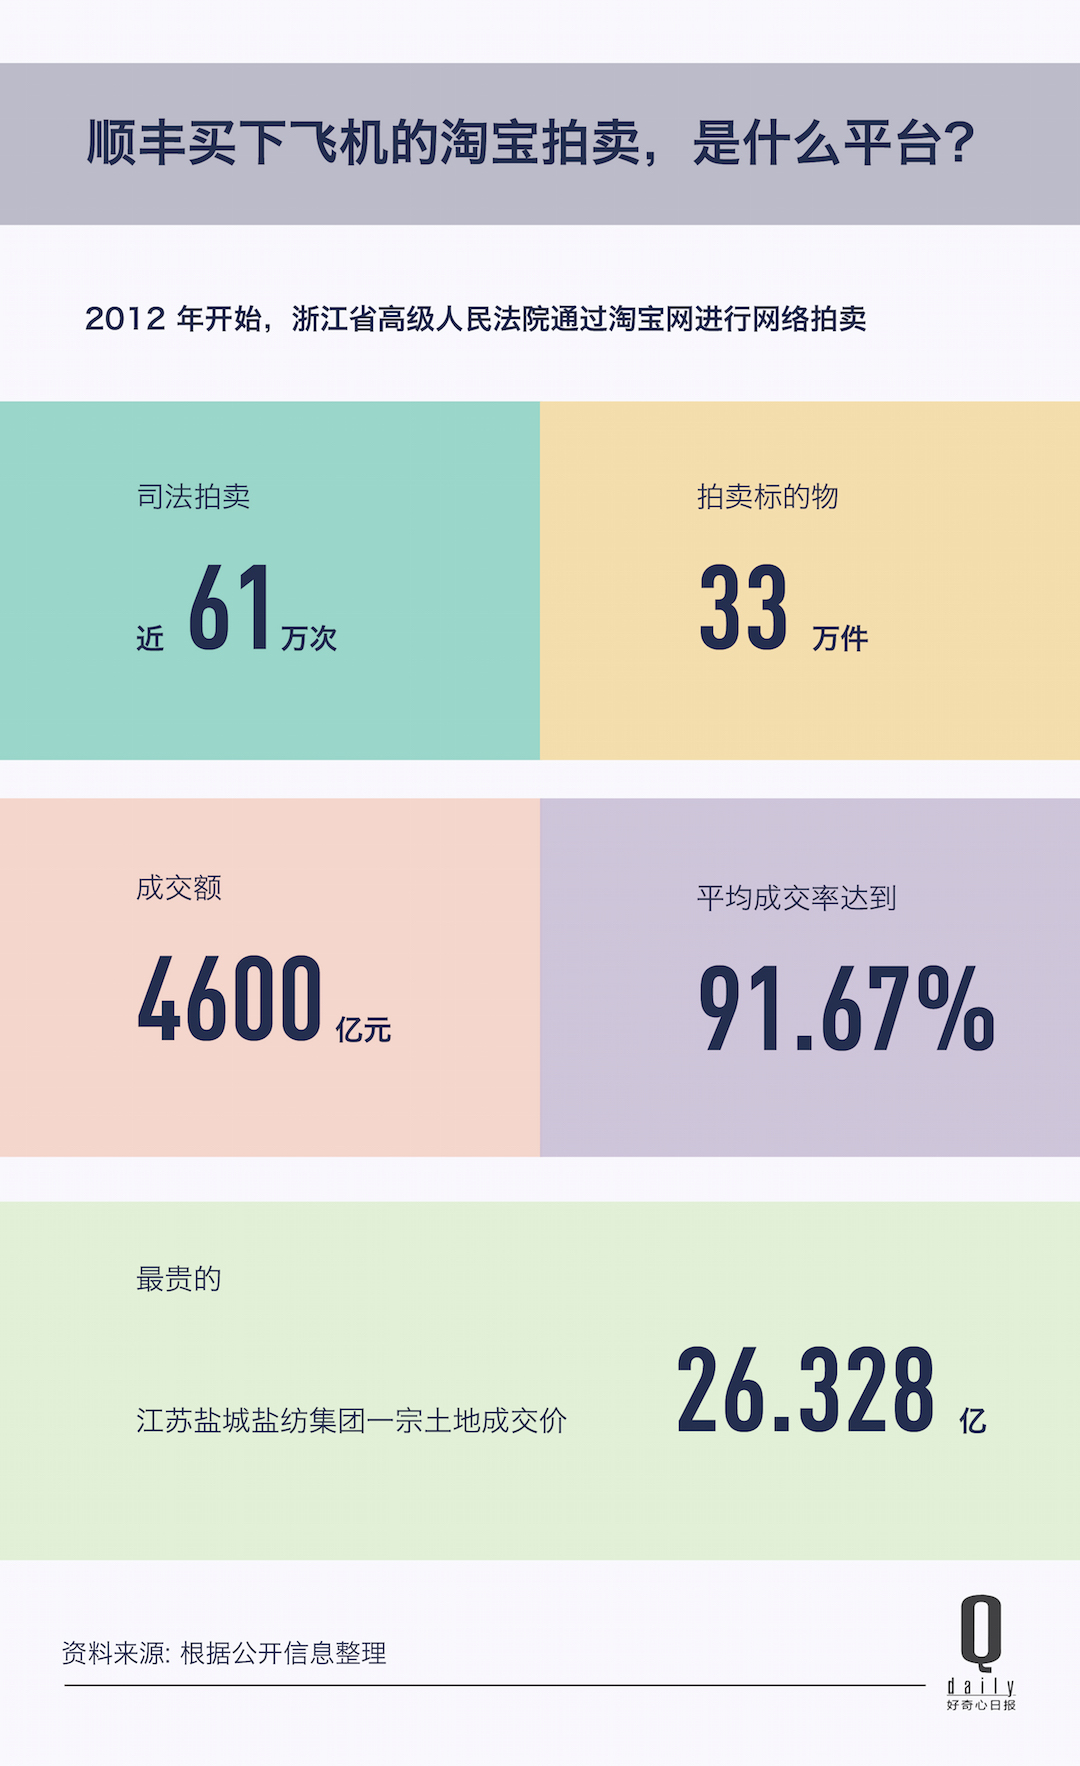 顺丰买下飞机的淘宝拍卖，是什么平台？
2012 年开始，浙江省高级人民法院通过淘宝网进行网络拍卖
司法拍卖
近 61 万次
拍卖标的物
33 万件
成交额
4600 亿元
平均成交率达到
91.67%
最贵的
江苏盐城盐纺集团一宗土地成交价
26.328 亿
资料来源: 根据公开信息整理
Q
daily
好奇心日报